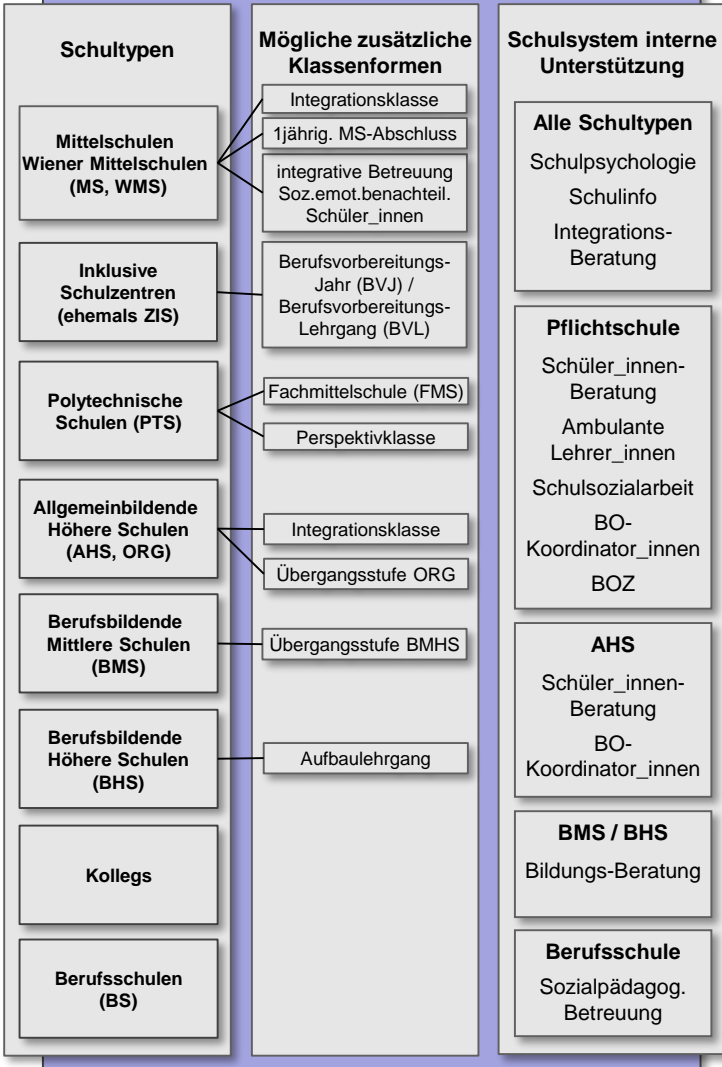 Schultypen
Mittelschulen
Wiener Mittelschulen
(MS, WMS)
Inklusive
Schulzentren
(ehemals ZIS)
Polytechnische
Schulen (PTS)
Allgemeinbildende
Höhere Schulen
(AHS, ORG)
Berufsbildende
Mittlere Schulen
(BMS)
Berufsbildende
Höhere Schulen
(BHS)
Kollegs
Berufsschulen
(BS)
Mögliche zusätzliche
Klassenformen
Integrationsklasse
1jährig. MS-Abschluss
integrative Betreuung
Soz.emot.benachteil.
Schüler_innen
Berufsvorbereitungs-
Jahr (BVJ) /
Berufsvorbereitungs-
Lehrgang (BVL)
Fachmittelschule (FMS)
Perspektivklasse
Integrationsklasse
Übergangsstufe ORG
Übergangsstufe BMHS
Aufbaulehrgang
Schulsystem interne
Unterstützung
Alle Schultypen
Schulpsychologie
Schulinfo
Integrations-
Beratung
Pflichtschule
Schüler_innen-
Beratung
Ambulante
Lehrer_innen
Schulsozialarbeit
BO-
Koordinator_innen
BOZ
AHS
Schüler_innen-
Beratung
BO-
Koordinator_innen
BMS / BHS
Bildungs-Beratung
Berufsschule
Sozialpädagog.
Betreuung